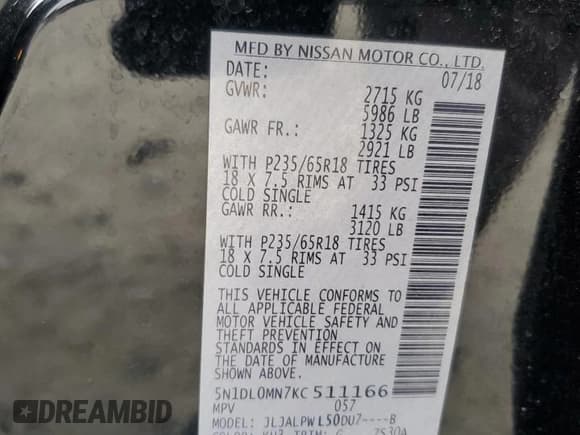 MFD BY NISSAN MOTOR CO., LTD.
DATE: 07/18
GVWR: 2715 KG
5986 LB
GAWR FR.: 1325 KG
2921 LB
WITH P235/65R18 TIRES
18 X 7.5 RIMS AT 33 PSI
COLD SINGLE
GAWR RR.: 1415 KG
3120 LB
WITH P235/65R18 TIRES
18 X 7.5 RIMS AT 33 PSI
COLD SINGLE
THIS VEHICLE CONFORMS TO
ALL APPLICABLE FEDERAL
MOTOR VEHICLE SAFETY AND
THEFT PREVENTION
STANDARDS IN EFFECT ON
THE DATE OF MANUFACTURE
SHOWN ABOVE.
5N1DL0MN7KC511166
MPV 057
MODEL: JLJALPWL50DU7----B
COLOR: KH3 TRIM: G
DREAMBID